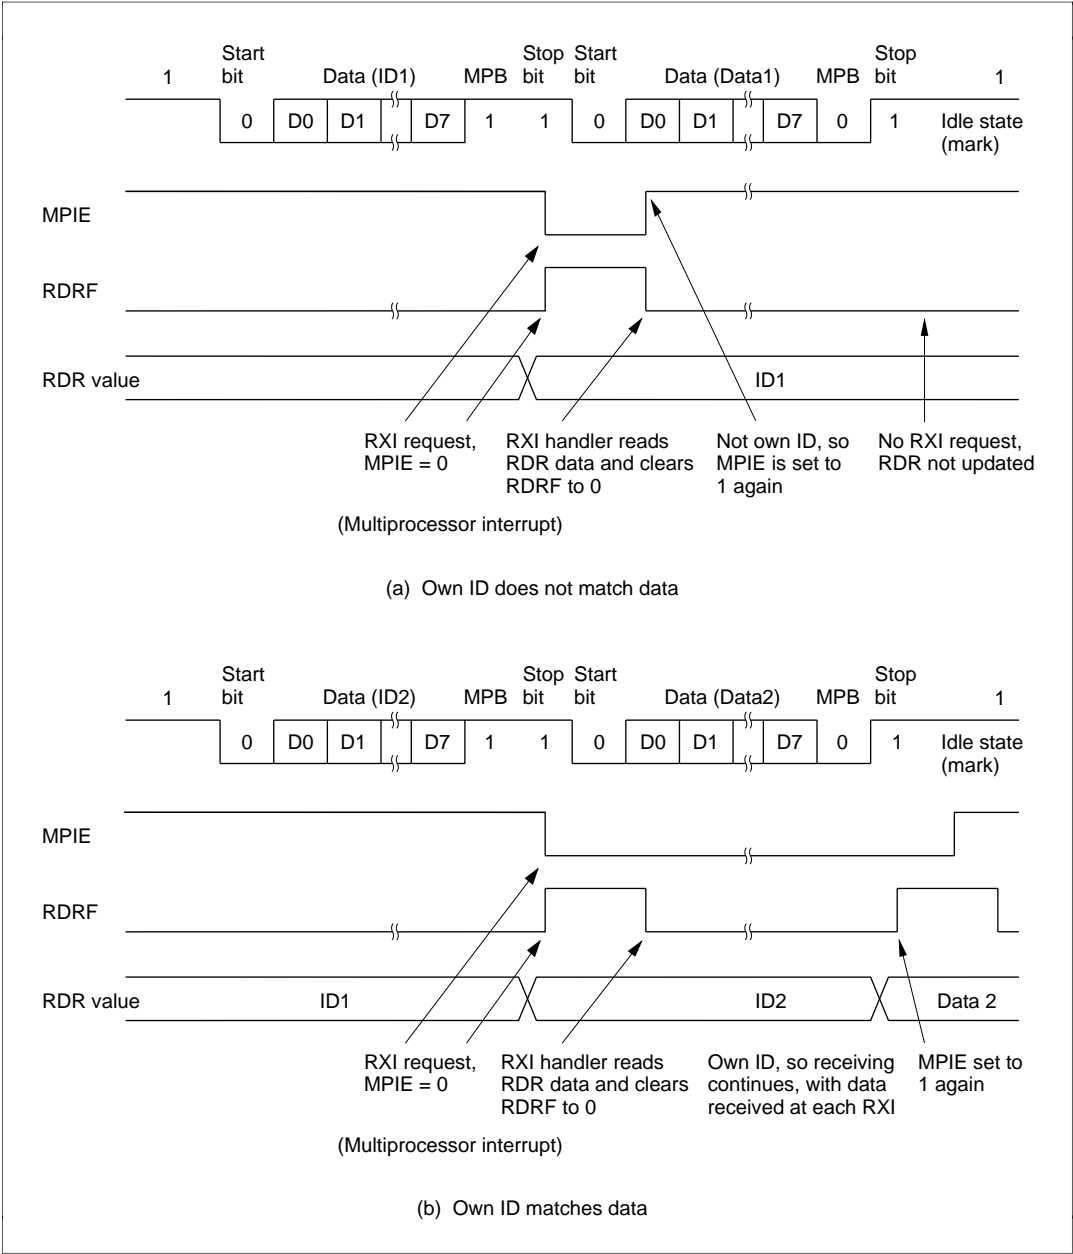 Start Stop Start Stop
1 bit Data (ID1) MPB bit bit Data (Data1) MPB bit 1
0 D0 D1 D7 1 1 0 D0 D1 D7 0 1 Idle state
(mark)
MPIE
RDRF
RDR value ID1
RXI request,
MPIE = 0
RXI handler reads
RDR data and clears
RDRF to 0
Not own ID, so
MPIE is set to
1 again
No RXI request,
RDR not updated
(Multiprocessor interrupt)
(a) Own ID does not match data
Start Stop Start Stop
1 bit Data (ID2) MPB bit bit Data (Data2) MPB bit 1
0 D0 D1 D7 1 1 0 D0 D1 D7 0 1 Idle state
(mark)
MPIE
RDRF
RDR value ID1 ID2 Data 2
RXI request,
MPIE = 0
RXI handler reads
RDR data and clears
RDRF to 0
Own ID, so receiving
continues, with data
received at each RXI
MPIE set to
1 again
(Multiprocessor interrupt)
(b) Own ID matches data